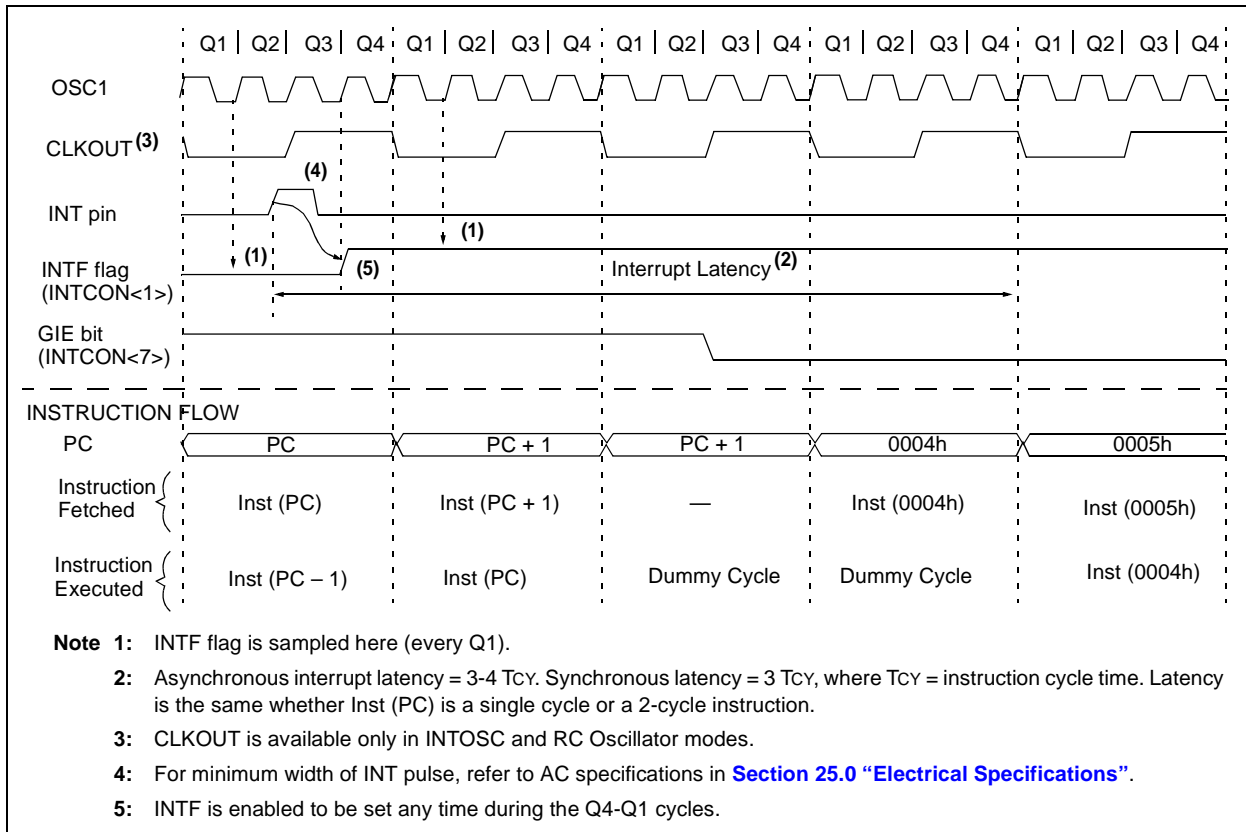 Q1 Q2 Q3 Q4 Q1 Q2 Q3 Q4 Q1 Q2 Q3 Q4 Q1 Q2 Q3 Q4 Q1 Q2 Q3 Q4
OSC1
CLKOUT (3)
(4)
INT pin
(1) (1)
INTF flag
(INTCON<1>)
(5)
Interrupt Latency (2)
GIE bit
(INTCON<7>)
INSTRUCTION FLOW
PC PC PC + 1 PC + 1 0004h 0005h
Instruction
Fetched
Inst (PC) Inst (PC + 1) — Inst (0004h) Inst (0005h)
Instruction
Executed
Inst (PC – 1) Inst (PC) Dummy Cycle Dummy Cycle Inst (0004h)
Note 1: INTF flag is sampled here (every Q1).
2: Asynchronous interrupt latency = 3-4 TCY. Synchronous latency = 3 TCY, where TCY = instruction cycle time. Latency
is the same whether Inst (PC) is a single cycle or a 2-cycle instruction.
3: CLKOUT is available only in INTOSC and RC Oscillator modes.
4: For minimum width of INT pulse, refer to AC specifications in Section 25.0 “Electrical Specifications”.
5: INTF is enabled to be set any time during the Q4-Q1 cycles.